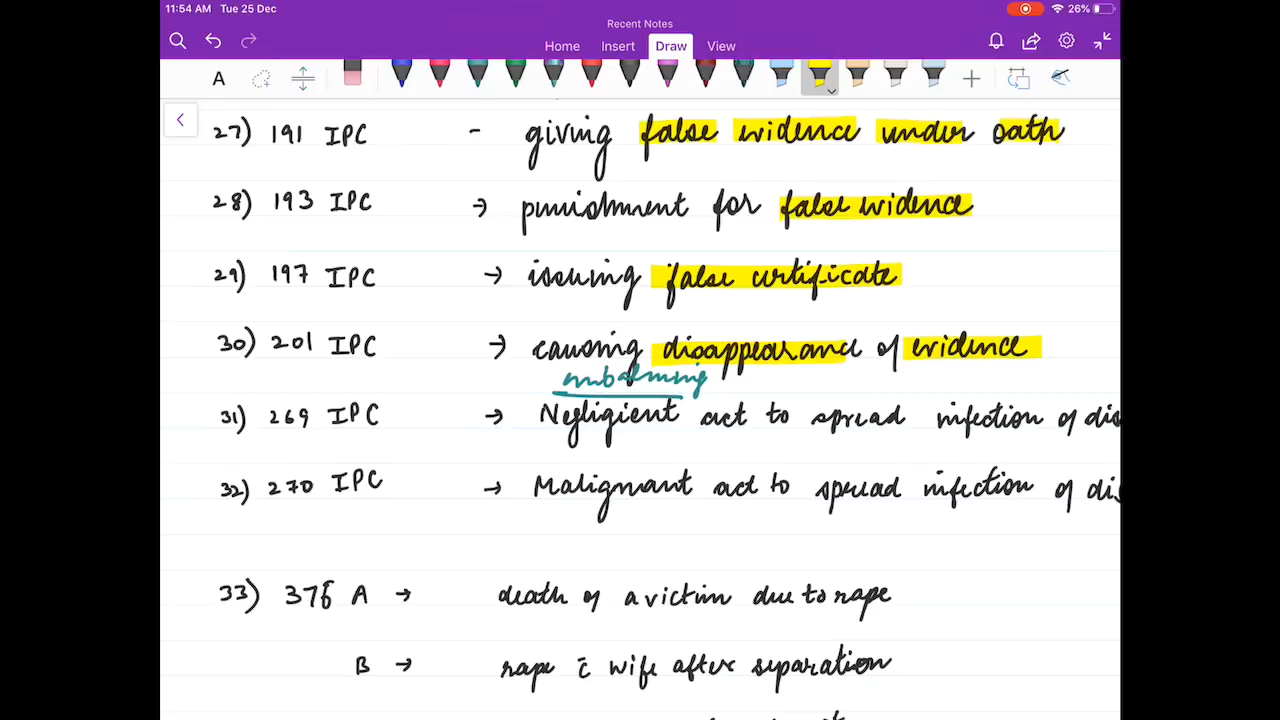 11:54 AM Tue 25 Dec
26%
Recent Notes
Home Insert Draw View
A
27) 191 IPC - giving false evidence under oath
28) 193 IPC → punishment for false evidence
29) 197 IPC → issuing false certificate
30) 201 IPC → causing disappearance of evidence
embalming
31) 269 IPC → Negligient act to spread infection of dis
32) 270 IPC → Malignant act to spread infection of dis
33) 376 A → death of a victim due to rape
B → rape c̄ wife after separation